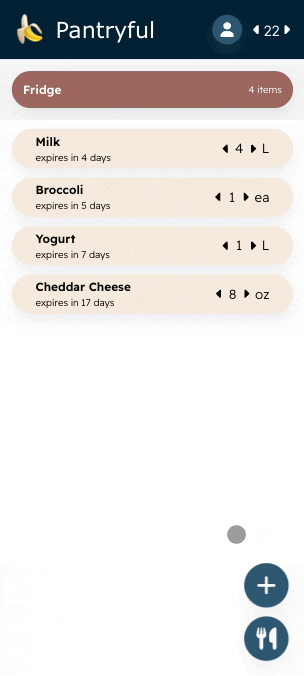 Pantryful
22
Fridge
4 items
Milk
expires in 4 days
4 L
Broccoli
expires in 5 days
1 ea
Yogurt
expires in 7 days
1 L
Cheddar Cheese
expires in 17 days
8 oz